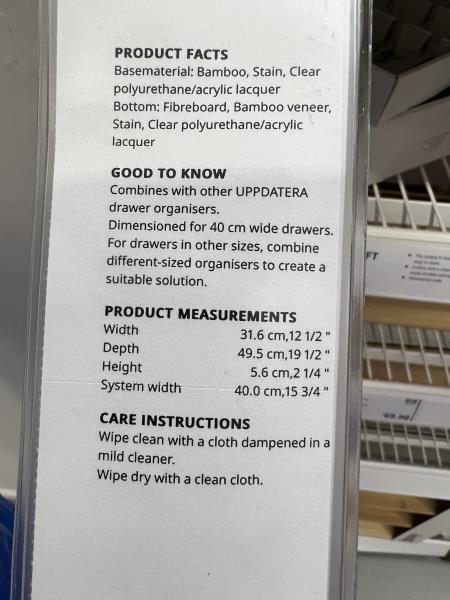 PRODUCT FACTS
Basematerial: Bamboo, Stain, Clear
polyurethane/acrylic lacquer
Bottom: Fibreboard, Bamboo veneer,
Stain, Clear polyurethane/acrylic
lacquer
GOOD TO KNOW
Combines with other UPPDATERA
drawer organisers.
Dimensioned for 40 cm wide drawers.
For drawers in other sizes, combine
different-sized organisers to create a
suitable solution.
PRODUCT MEASUREMENTS
Width 31.6 cm,12 1/2 "
Depth 49.5 cm,19 1/2 "
Height 5.6 cm,2 1/4 "
System width 40.0 cm,15 3/4 "
CARE INSTRUCTIONS
Wipe clean with a cloth dampened in a
mild cleaner.
Wipe dry with a clean cloth.
FT